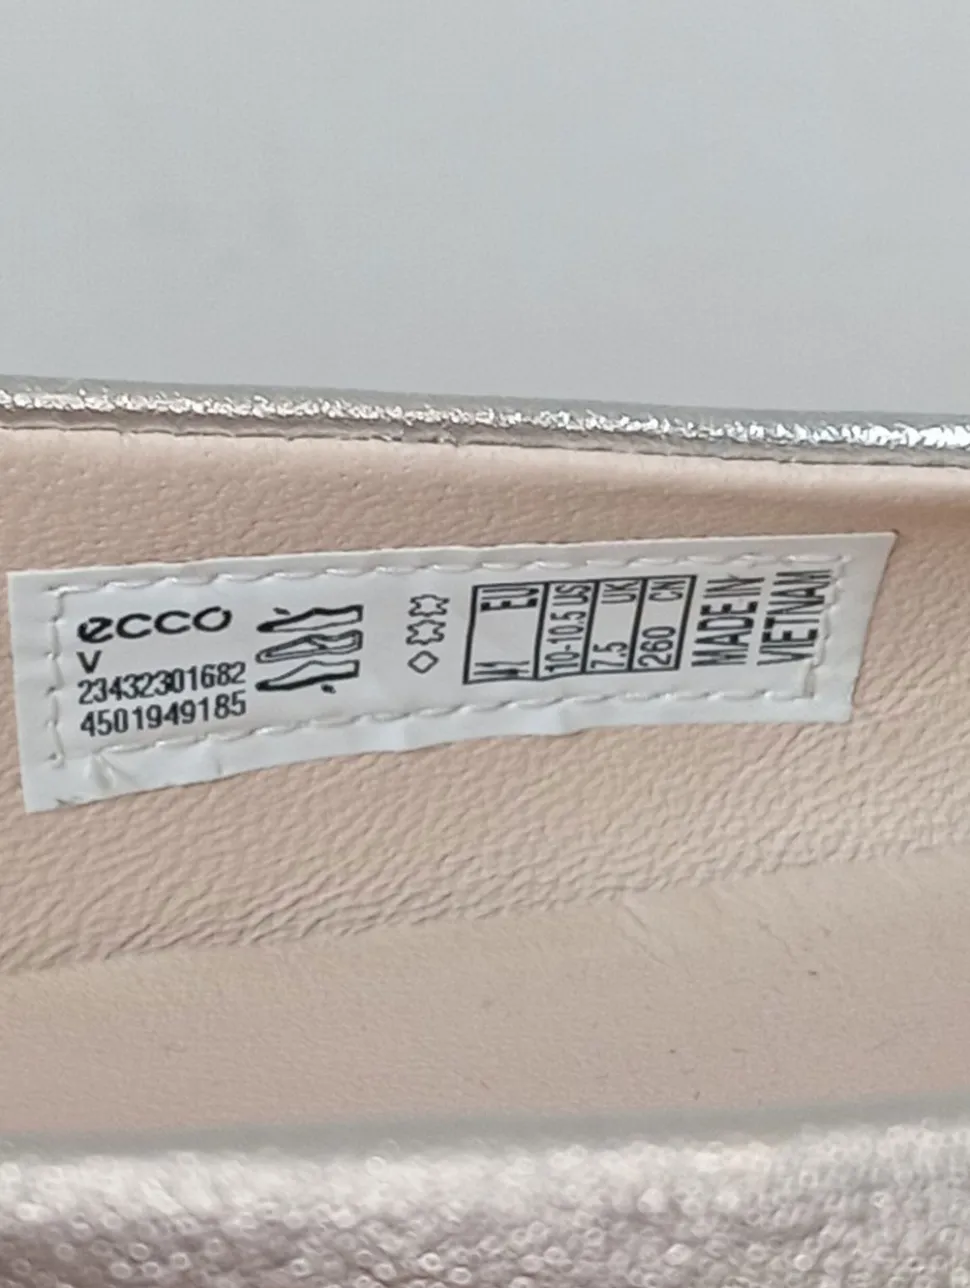 ecco
V
23432301682
4501949185
41 EU
10-10.5 US
7.5 UK
260 CN
MADE IN
VIETNAM